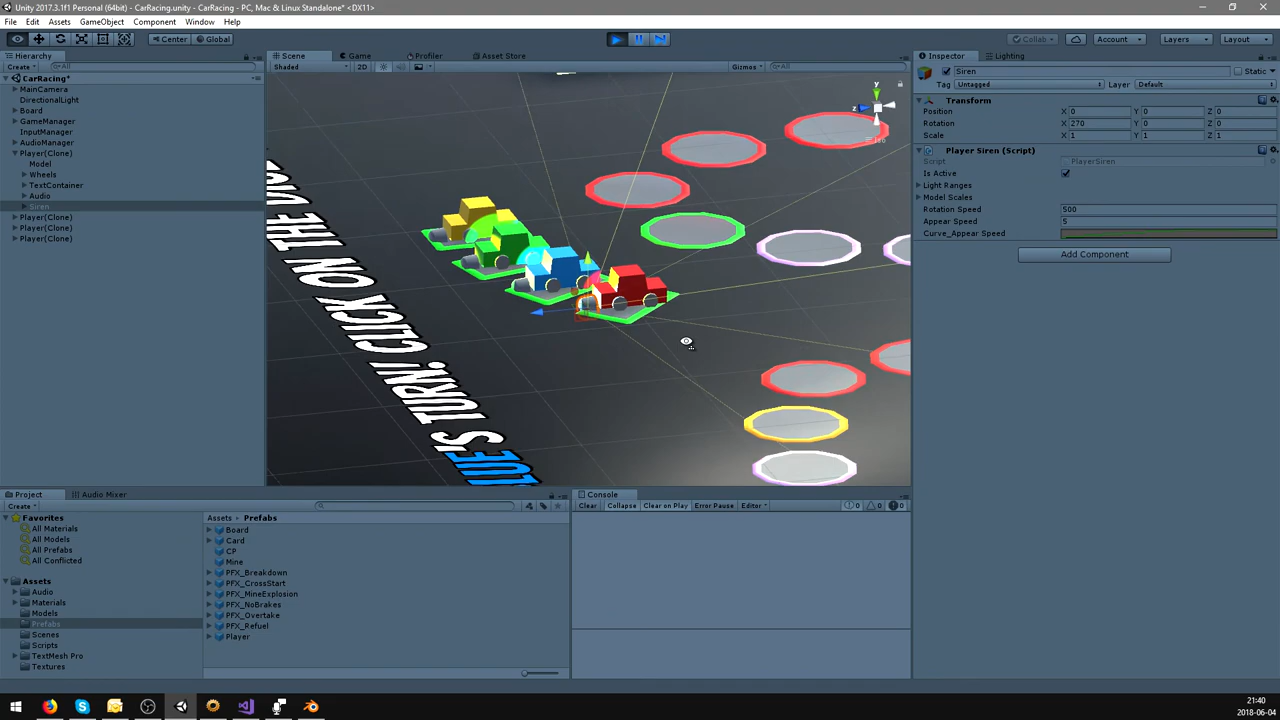 Unity 2017.3.1f1 Personal (64bit) - CarRacing.unity - CarRacing - PC, Mac & Linux Standalone* <DX11>
File Edit Assets GameObject Component Window Help
Center Global Collab Account Layers Layout
Hierarchy
Create All
CarRacing*
MainCamera
DirectionalLight
Board
GameManager
InputManager
AudioManager
Player(Clone)
Model
Wheels
TextContainer
Audio
Siren
Player(Clone)
Player(Clone)
Player(Clone)
Scene Game Profiler Asset Store
Shaded 2D Gizmos All
y
z
Iso
'S TURN! CLICK ON THE
BLUE
Inspector Lighting
Siren Static
Tag Untagged Layer Default
Transform
Position X 0 Y 0 Z 0
Rotation X 270 Y 0 Z 0
Scale X 1 Y 1 Z 1
Player Siren (Script)
Script PlayerSiren
Is Active
Light Ranges
Model Scales
Rotation Speed 500
Appear Speed 5
Curve_Appear Speed
Add Component
Project Audio Mixer
Create
Favorites
All Materials
All Models
All Prefabs
All Conflicted
Assets
Audio
Materials
Models
Prefabs
Scenes
Scripts
TextMesh Pro
Textures
Assets Prefabs
Board
Card
CP
Mine
PFX_Breakdown
PFX_CrossStart
PFX_MineExplosion
PFX_NoBrakes
PFX_Overtake
PFX_Refuel
Player
Console
Clear Collapse Clear on Play Error Pause Editor 0 0 0
21:40
2018-06-04